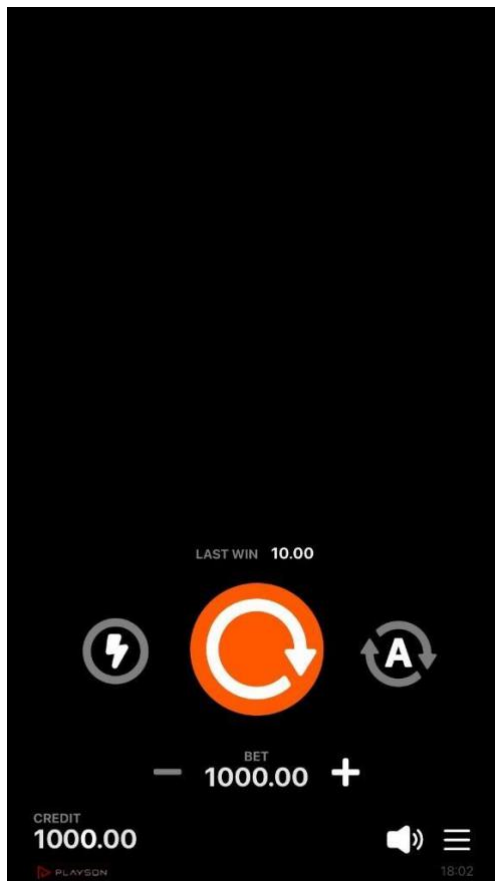 LAST WIN 10.00
A
BET
1000.00
CREDIT
1000.00
PLAYSON
18:02